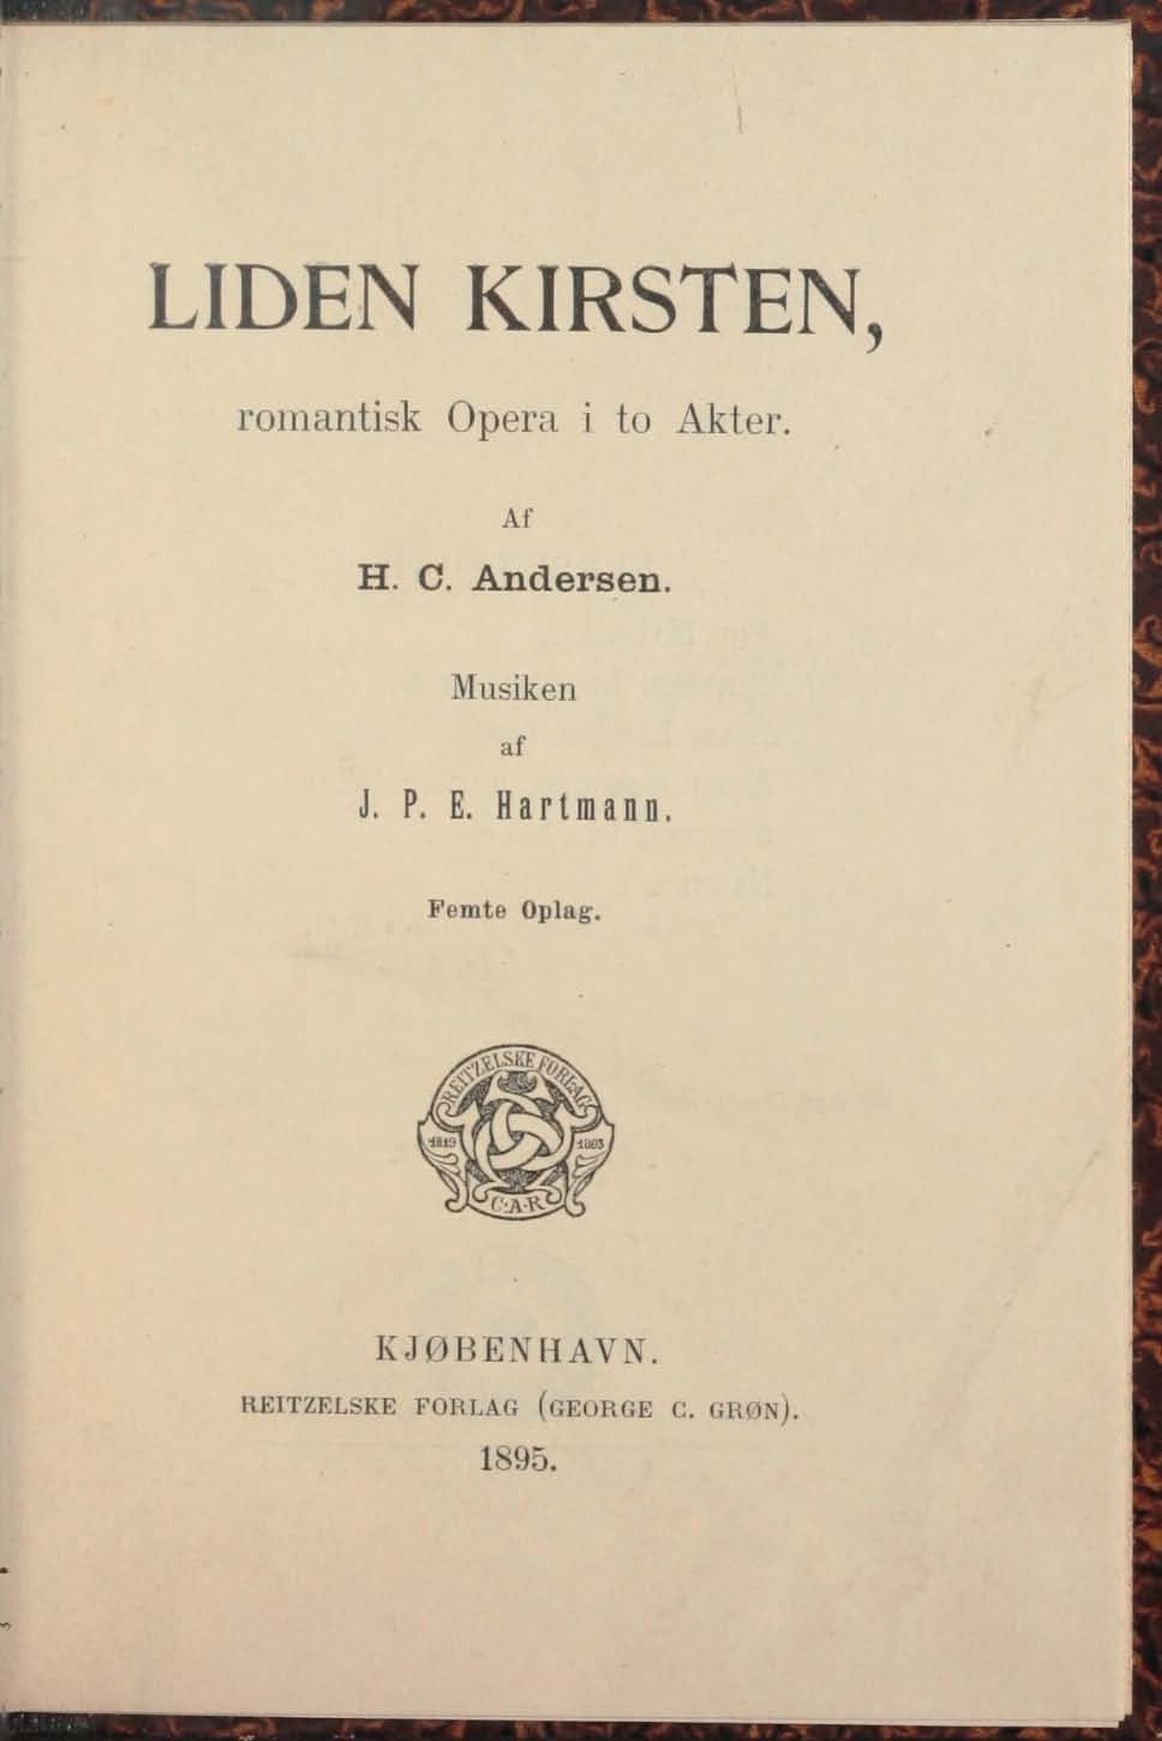 LIDEN KIRSTEN,
romantisk Opera i to Akter.
Af
H. C. Andersen.
Musiken
af
J. P. E. Hartmann.
Femte Oplag.
REITZELSKE FORLAG
1819 1893
C·A·R
KJØBENHAVN.
REITZELSKE FORLAG (GEORGE C. GRØN).
1895.